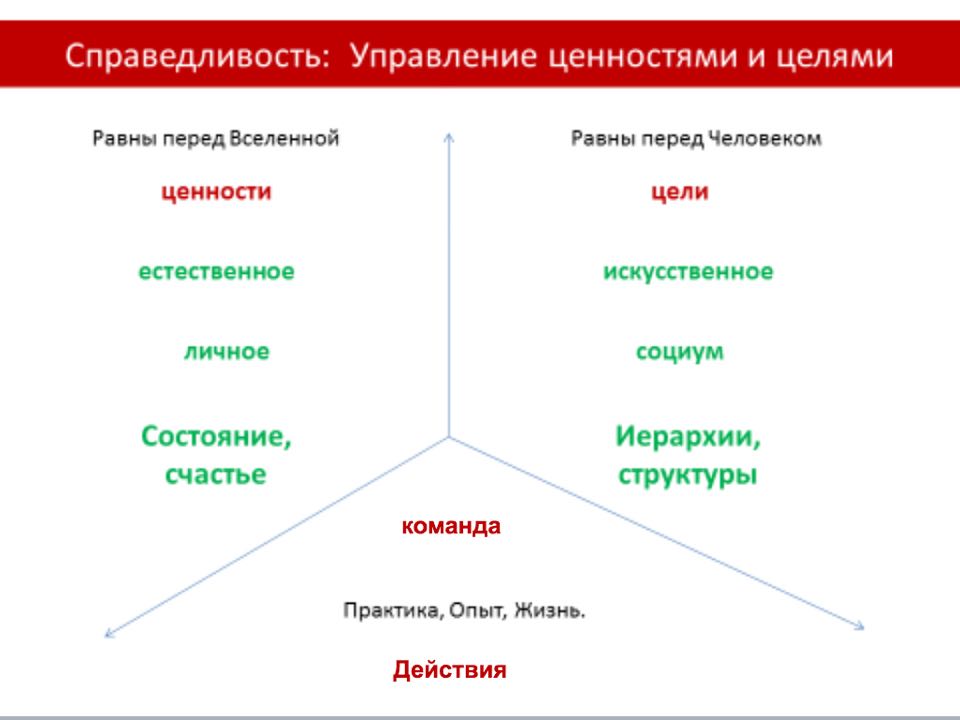 Справедливость: Управление ценностями и целями
Равны перед Вселенной
Равны перед Человеком
ценности
цели
естественное
искусственное
личное
социум
Состояние,
счастье
Иерархии,
структуры
команда
Практика, Опыт, Жизнь.
Действия